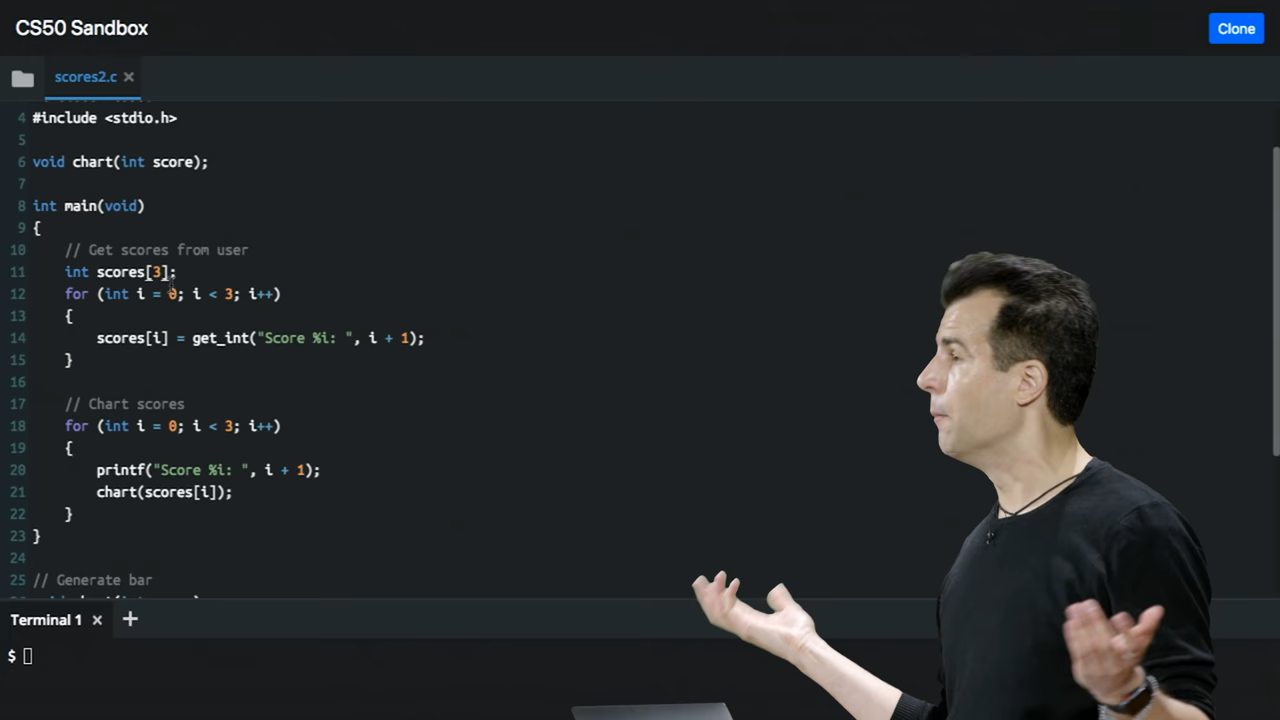 CS50 Sandbox
Clone
scores2.c ×
4 #include <stdio.h>
5
6 void chart(int score);
7
8 int main(void)
9 {
10 // Get scores from user
11 int scores[3];
12 for (int i = 0; i < 3; i++)
13 {
14 scores[i] = get_int("Score %i: ", i + 1);
15 }
16
17 // Chart scores
18 for (int i = 0; i < 3; i++)
19 {
20 printf("Score %i: ", i + 1);
21 chart(scores[i]);
22 }
23 }
24
25 // Generate bar
Terminal 1 × +
$